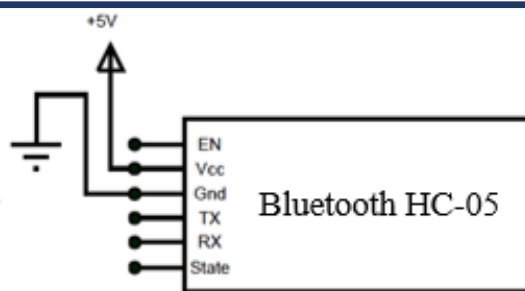 +5V
EN
Vcc
Gnd
TX
RX
State
Bluetooth HC-05